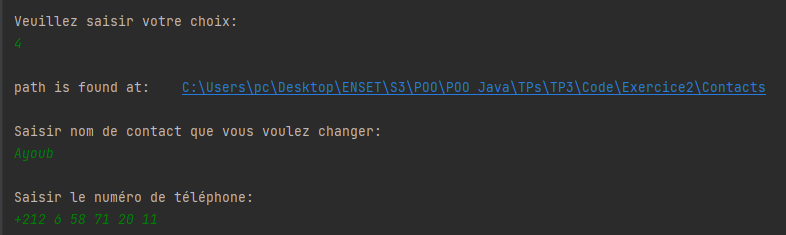 Veuillez saisir votre choix:
4
path is found at: C:\Users\pc\Desktop\ENSET\S3\POO\POO Java\TPs\TP3\Code\Exercice2\Contacts
Saisir nom de contact que vous voulez changer:
Ayoub
Saisir le numéro de téléphone:
+212 6 58 71 20 11